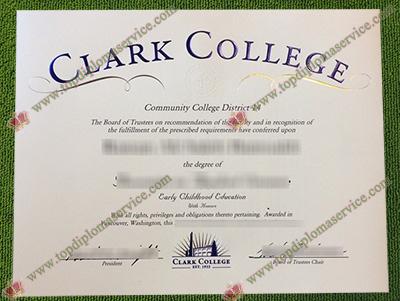 CLARK COLLEGE
Community College District 14
The Board of Trustees on recommendation of the faculty and in recognition of
the fulfillment of the prescribed requirements have conferred upon
the degree of
Early Childhood Education
With Honors
With all rights, privileges and obligations thereto pertaining. Awarded in
Vancouver, Washington, this
President
CLARK COLLEGE
EST. 1933
Board of Trustees Chair
www.topdiplomaservice.com